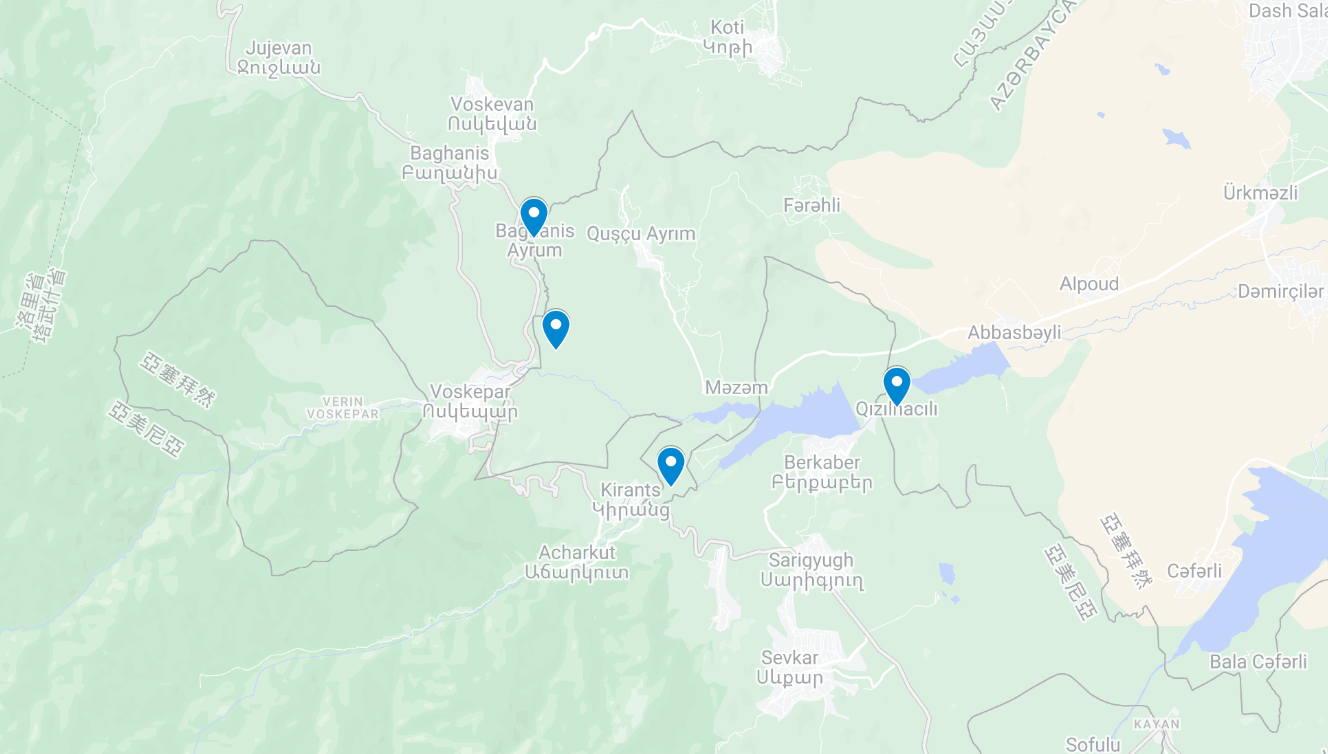 Koti
Կոթի
Dash Sala
ՀԱՅԱՍՏ
AZƏRBAYCA
Jujevan
Ջուջևան
Voskevan
Ոսկեվան
Baghanis
Բաղանիս
Fərəhli
Ürkməzli
Baghanis
Ayrum
Quşçu Ayrım
洛里省
塔武什省
Alpoud
Dəmirçilər
Abbasbəyli
亞塞拜然
亞美尼亞
VERIN
VOSKEPAR
Voskepar
Ոսկեպար
Məzəm
Qızılhacılı
Berkaber
Բերքաբեր
Kirants
Կիրանց
Acharkut
Աճարկուտ
Sarigyugh
Սարիգյուղ
亞塞拜然
亞美尼亞
Cəfərli
Sevkar
Սևքար
Bala Cəfərli
KAYAN
Sofulu